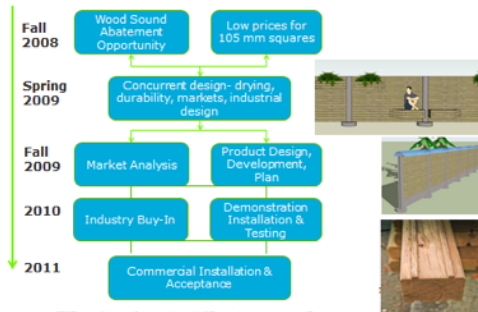 Fall
2008
Wood Sound
Abatement
Opportunity
Low prices for
105 mm squares
Spring
2009
Concurrent design- drying,
durability, markets, industrial
design
Fall
2009
Market Analysis
Product Design,
Development,
Plan
2010
Industry Buy-In
Demonstration
Installation &
Testing
2011
Commercial Installation &
Acceptance